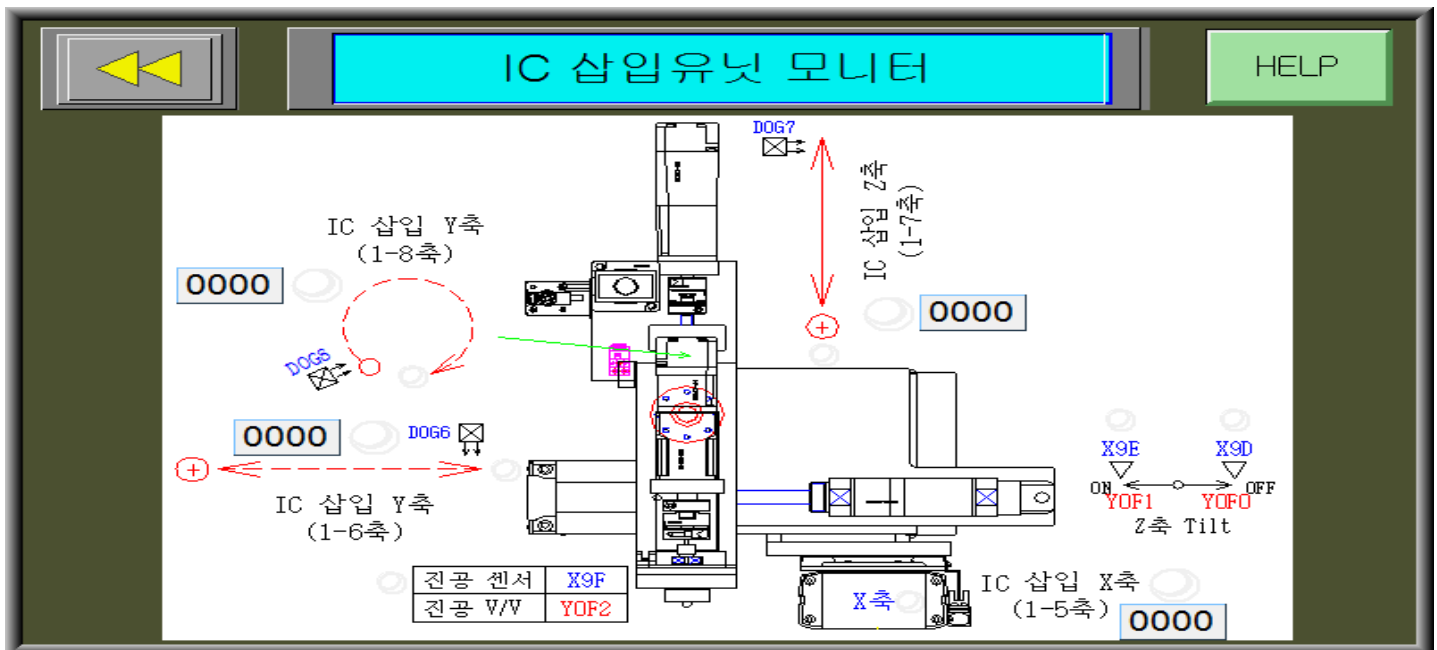 IC 삽입유닛 모니터
HELP
DOG7
IC 삽입 Z축
(1-7축)
IC 삽입 Y축
(1-8축)
0000
0000
DOG8
0000
DOG6
X9E
X9D
ON
OFF
Y0F1
Y0F0
Z축 Tilt
IC 삽입 Y축
(1-6축)
진공 센서
X9F
진공 V/V
Y0F2
X축
IC 삽입 X축
(1-5축)
0000